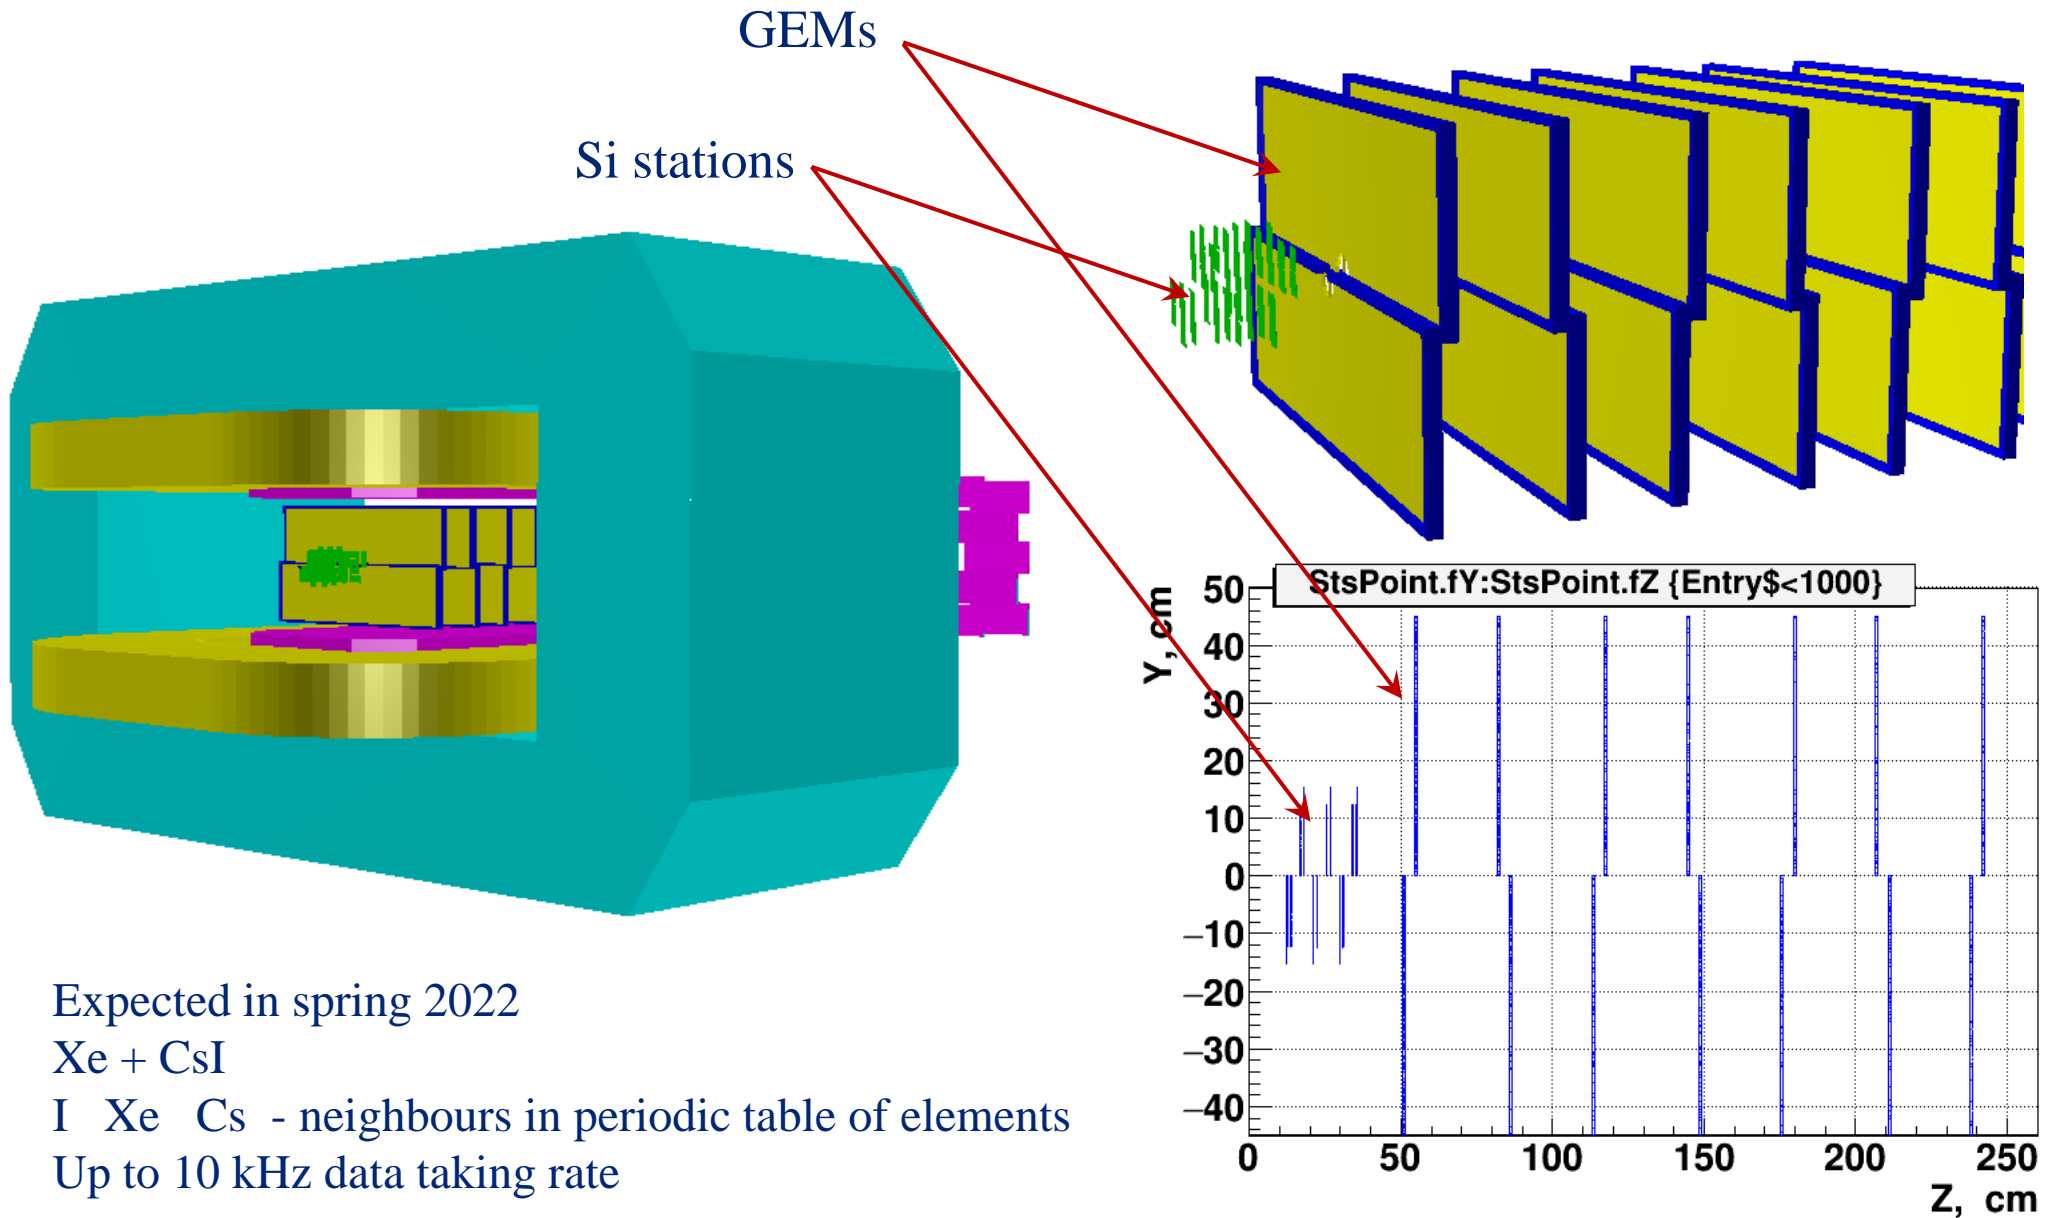 GEMs
Si stations
StsPoint.fY:StsPoint.fZ {Entry$<1000}
Y, cm
50
40
30
20
10
0
−10
−20
−30
−40
0 50 100 150 200 250
Z, cm
Expected in spring 2022
Xe + CsI
I Xe Cs - neighbours in periodic table of elements
Up to 10 kHz data taking rate